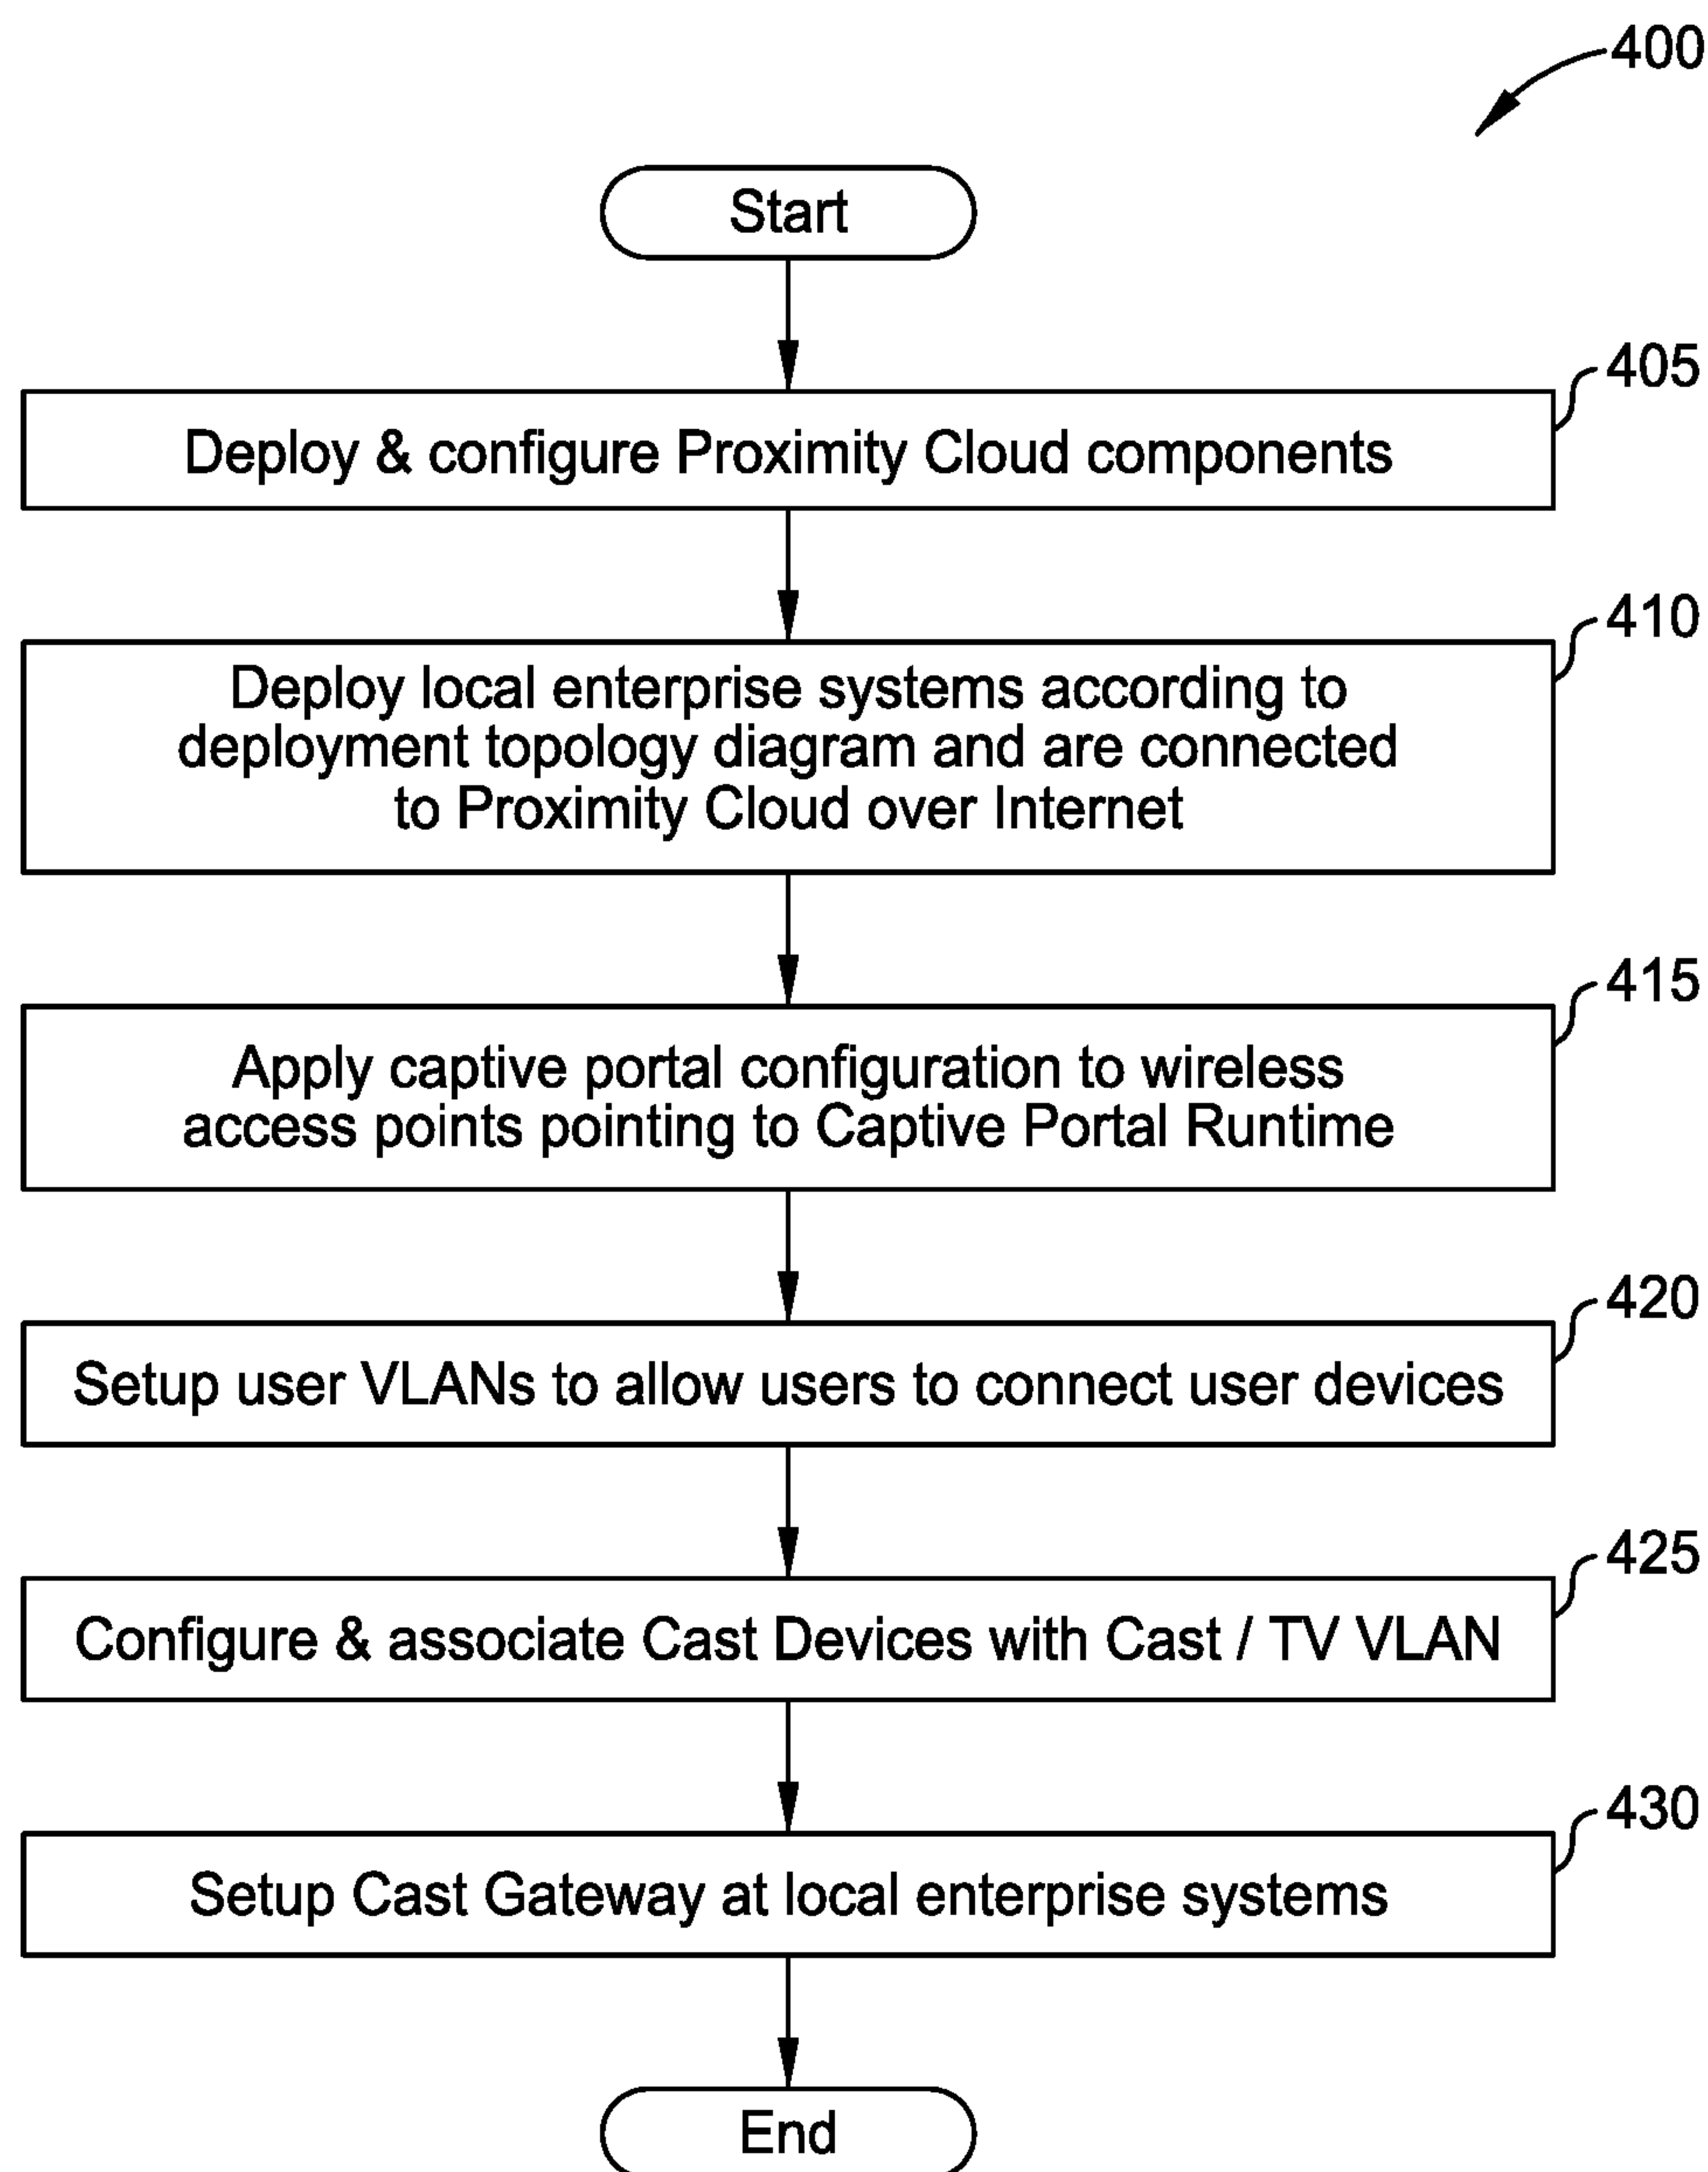 400
Start
405
Deploy & configure Proximity Cloud components
410
Deploy local enterprise systems according to
deployment topology diagram and are connected
to Proximity Cloud over Internet
415
Apply captive portal configuration to wireless
access points pointing to Captive Portal Runtime
420
Setup user VLANs to allow users to connect user devices
425
Configure & associate Cast Devices with Cast / TV VLAN
430
Setup Cast Gateway at local enterprise systems
End